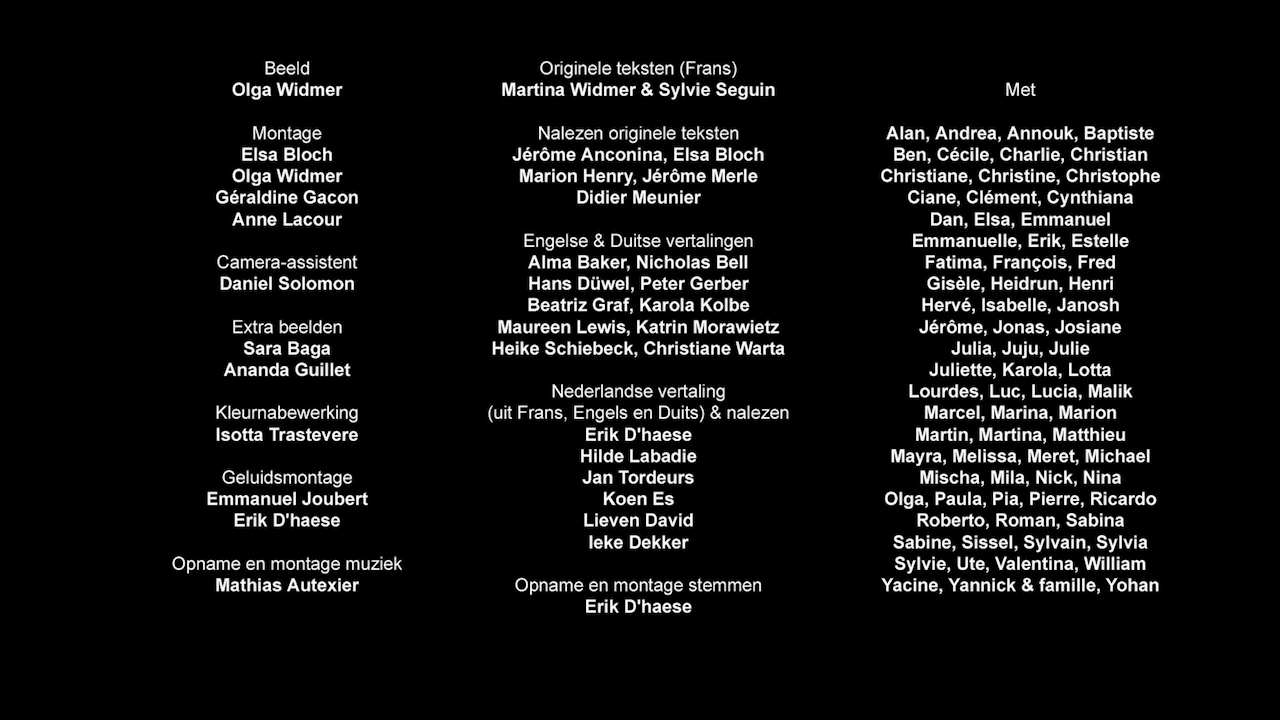 Beeld
Olga Widmer
Montage
Elsa Bloch
Olga Widmer
Géraldine Gacon
Anne Lacour
Camera-assistent
Daniel Solomon
Extra beelden
Sara Baga
Ananda Guillet
Kleurnabewerking
Isotta Trastevere
Geluidsmontage
Emmanuel Joubert
Erik D'haese
Opname en montage muziek
Mathias Autexier
Originele teksten (Frans)
Martina Widmer & Sylvie Seguin
Nalezen originele teksten
Jérôme Anconina, Elsa Bloch
Marion Henry, Jérôme Merle
Didier Meunier
Engelse & Duitse vertalingen
Alma Baker, Nicholas Bell
Hans Düwel, Peter Gerber
Beatriz Graf, Karola Kolbe
Maureen Lewis, Katrin Morawietz
Heike Schiebeck, Christiane Warta
Nederlandse vertaling
(uit Frans, Engels en Duits) & nalezen
Erik D'haese
Hilde Labadie
Jan Tordeurs
Koen Es
Lieven David
Ieke Dekker
Opname en montage stemmen
Erik D'haese
Met
Alan, Andrea, Annouk, Baptiste
Ben, Cécile, Charlie, Christian
Christiane, Christine, Christophe
Ciane, Clément, Cynthiana
Dan, Elsa, Emmanuel
Emmanuelle, Erik, Estelle
Fatima, François, Fred
Gisèle, Heidrun, Henri
Hervé, Isabelle, Janosh
Jérôme, Jonas, Josiane
Julia, Juju, Julie
Juliette, Karola, Lotta
Lourdes, Luc, Lucia, Malik
Marcel, Marina, Marion
Martin, Martina, Matthieu
Mayra, Melissa, Meret, Michael
Mischa, Mila, Nick, Nina
Olga, Paula, Pia, Pierre, Ricardo
Roberto, Roman, Sabina
Sabine, Sissel, Sylvain, Sylvia
Sylvie, Ute, Valentina, William
Yacine, Yannick & famille, Yohan